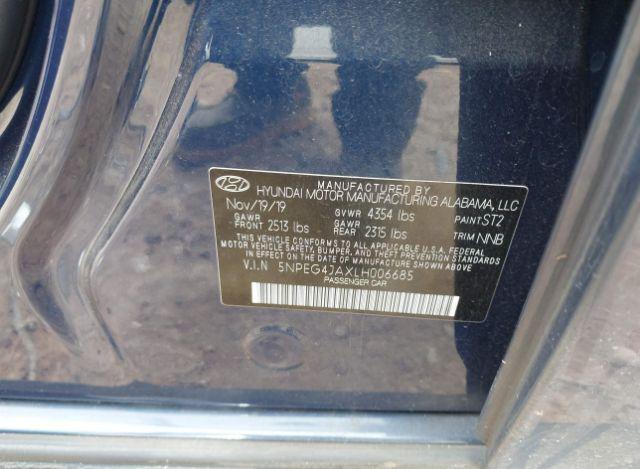 MANUFACTURED BY
HYUNDAI MOTOR MANUFACTURING ALABAMA, LLC
Nov/19/19 GVWR 4354 lbs PAINT ST2
GAWR FRONT 2513 lbs GAWR REAR 2315 lbs TRIM NNB
THIS VEHICLE CONFORMS TO ALL APPLICABLE U.S. FEDERAL
MOTOR VEHICLE SAFETY, BUMPER, AND THEFT PREVENTION
STANDARDS IN EFFECT ON THE DATE OF MANUFACTURE SHOWN ABOVE.
V.I.N 5NPEG4JAXLH006685
PASSENGER CAR